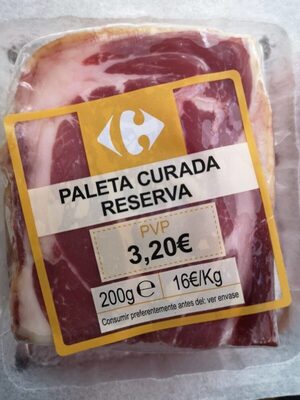 PALETA CURADA
RESERVA
PVP
3,20€
200g e 16€/Kg
Consumir preferentemente antes del: ver envase